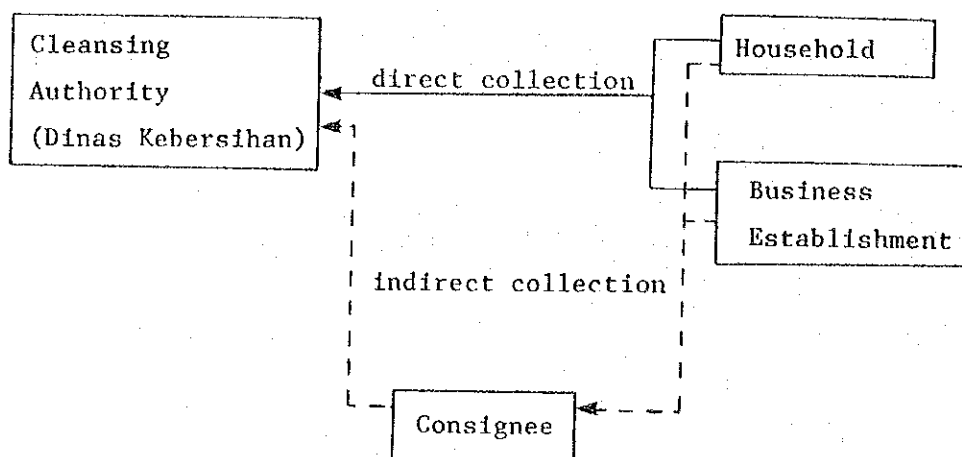 Cleansing
Authority
(Dinas Kebersihan)
direct collection
Household
Business
Establishment
indirect collection
Consignee